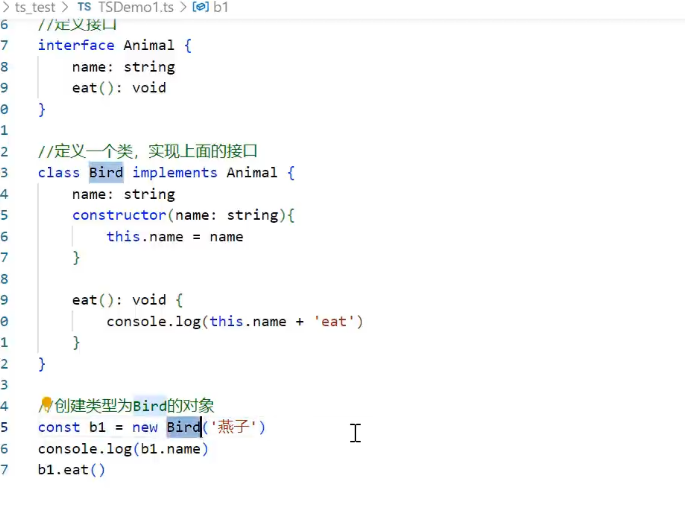 > ts_test > TS TSDemo1.ts > b1
6 //定义接口
7 interface Animal {
8 name: string
9 eat(): void
0 }
1
2 //定义一个类，实现上面的接口
3 class Bird implements Animal {
4 name: string
5 constructor(name: string){
6 this.name = name
7 }
8
9 eat(): void {
0 console.log(this.name + 'eat')
1 }
2 }
3
4 //创建类型为Bird的对象
5 const b1 = new Bird('燕子')
6 console.log(b1.name)
7 b1.eat()